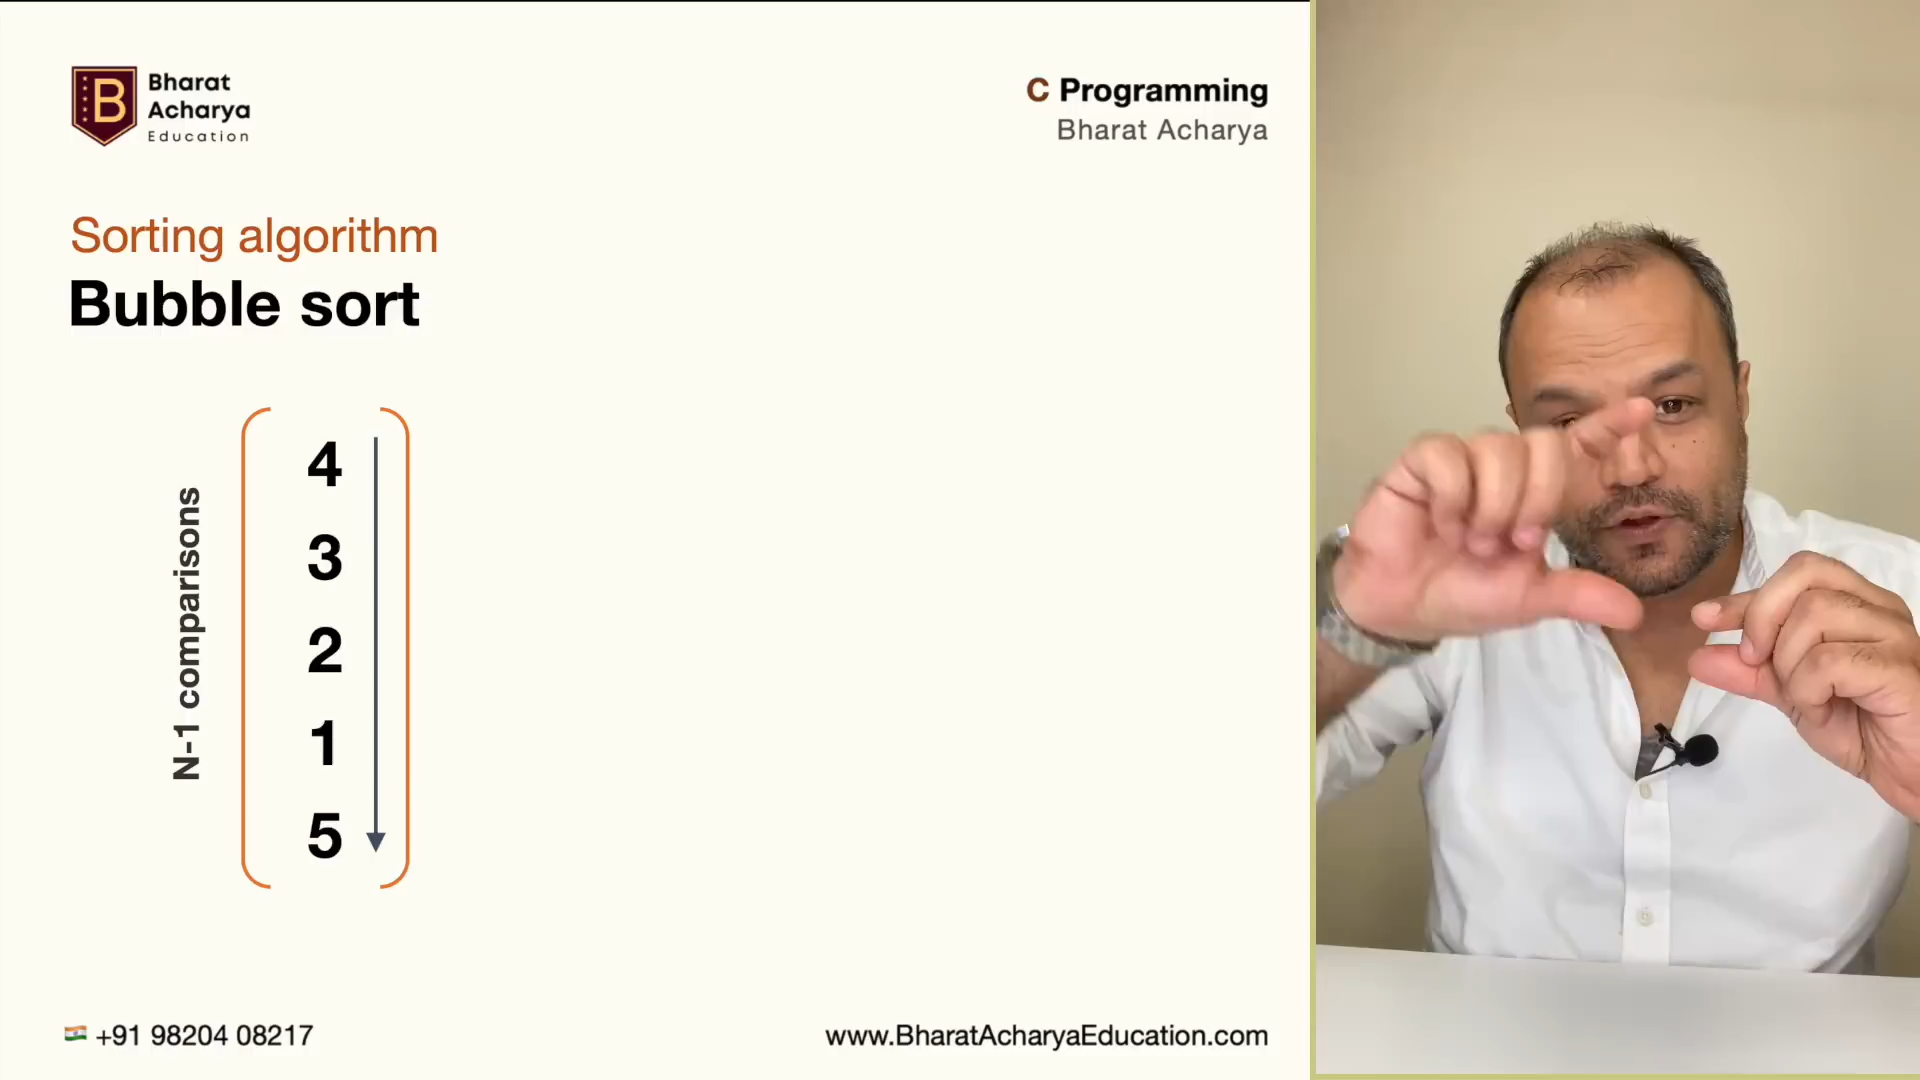 Bharat
Acharya
Education
C Programming
Bharat Acharya
Sorting algorithm
Bubble sort
N-1 comparisons
4
3
2
1
5
+91 98204 08217
www.BharatAcharyaEducation.com